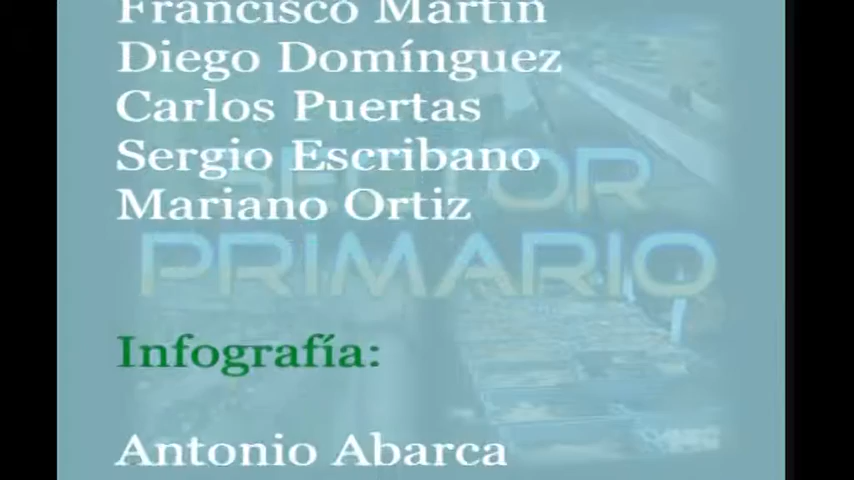 Francisco Martín
Diego Domínguez
Carlos Puertas
Sergio Escribano
Mariano Ortiz
SECTOR
PRIMARIO
Infografía:
Antonio Abarca